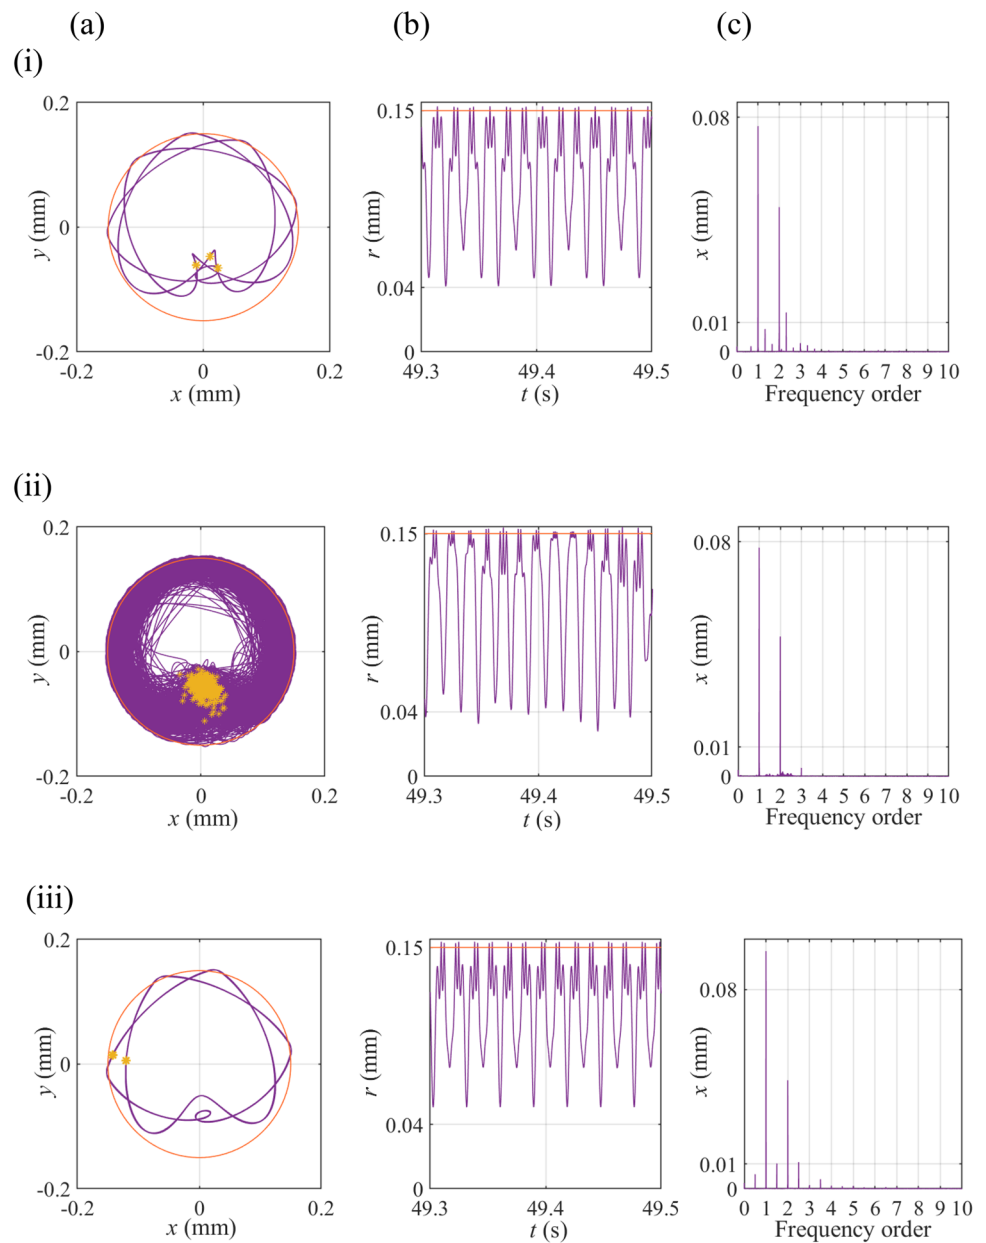 (a) (b) (c)
(i)
0.2
0
-0.2
y (mm)
-0.2 0 0.2
x (mm)
0.15
0.04
0
r (mm)
49.3 49.4 49.5
t (s)
0.08
0.01
0
x (mm)
0 1 2 3 4 5 6 7 8 9 10
Frequency order
(ii)
0.2
0
-0.2
y (mm)
-0.2 0 0.2
x (mm)
0.15
0.04
0
r (mm)
49.3 49.4 49.5
t (s)
0.08
0.01
0
x (mm)
0 1 2 3 4 5 6 7 8 9 10
Frequency order
(iii)
0.2
0
-0.2
y (mm)
-0.2 0 0.2
x (mm)
0.15
0.04
0
r (mm)
49.3 49.4 49.5
t (s)
0.08
0.01
0
x (mm)
0 1 2 3 4 5 6 7 8 9 10
Frequency order